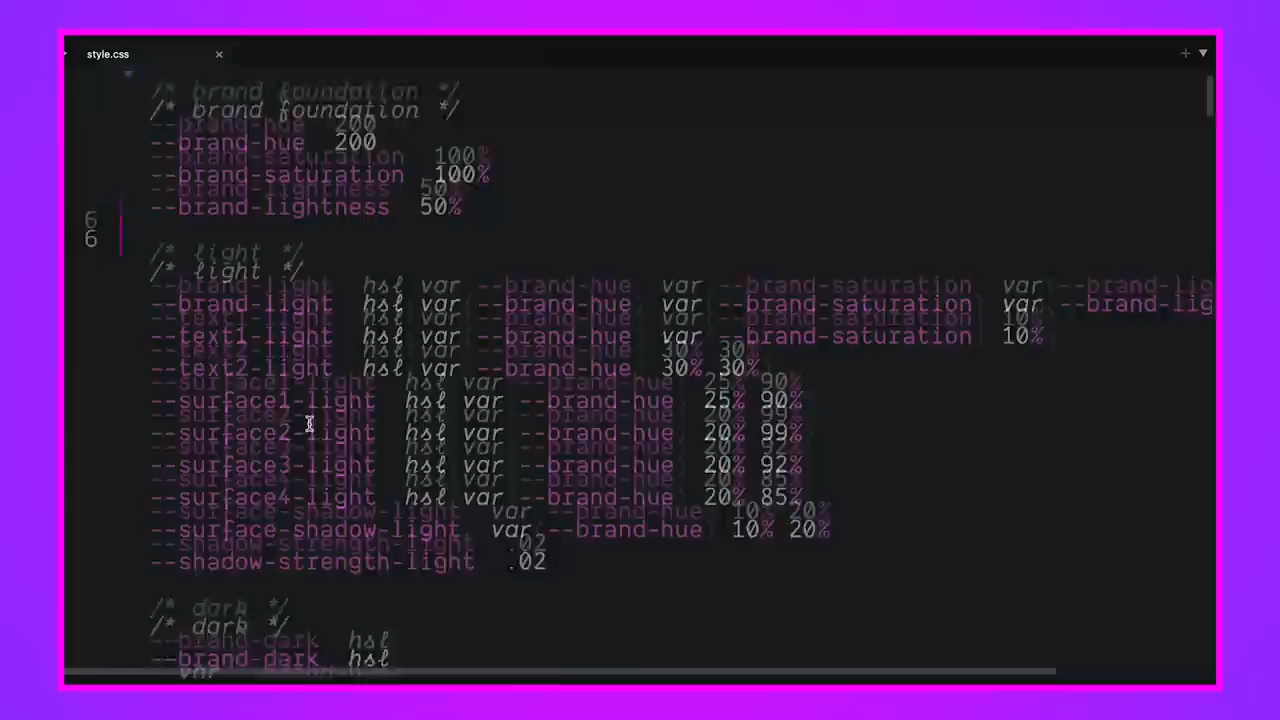 style.css
/* brand foundation */
--brand-hue 200
--brand-saturation 100%
--brand-lightness 50%
6
/* light */
--brand-light hsl var --brand-hue var --brand-saturation var --brand-lig
--text1-light hsl var --brand-hue var --brand-saturation 10%
--text2-light hsl var --brand-hue 30% 30%
--surface1-light hsl var --brand-hue 25% 90%
--surface2-light hsl var --brand-hue 20% 99%
--surface3-light hsl var --brand-hue 20% 92%
--surface4-light hsl var --brand-hue 20% 85%
--surface-shadow-light var --brand-hue 10% 20%
--shadow-strength-light .02
/* dark */
--brand-dark hsl
var